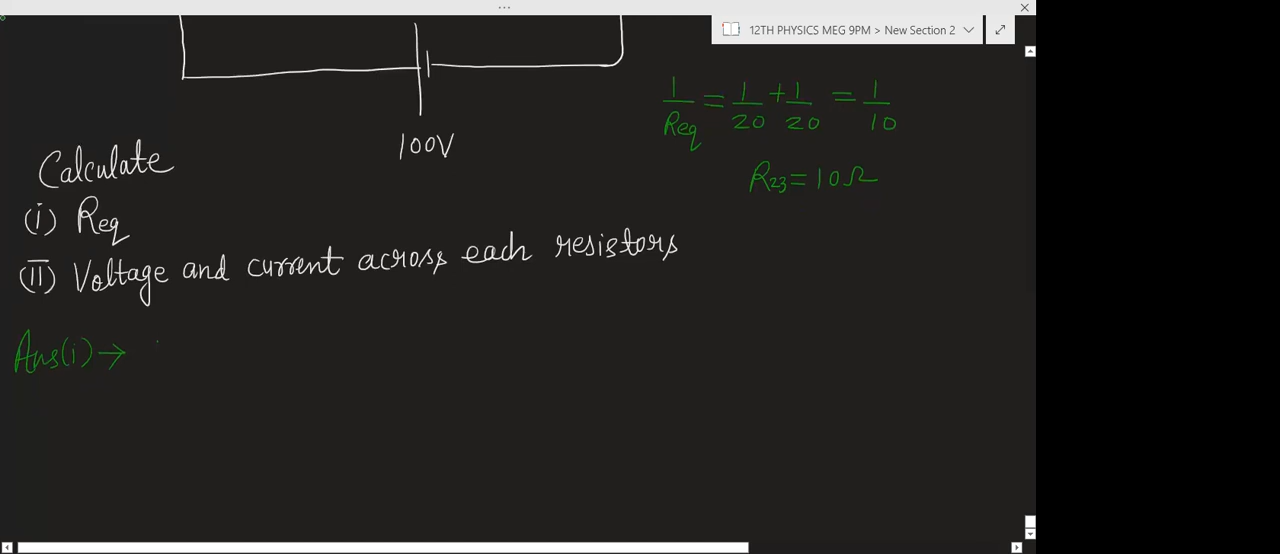 12TH PHYSICS MEG 9PM > New Section 2
100V
1/Req = 1/20 + 1/20 = 1/10
R₂₃ = 10Ω
Calculate
(i) Req
(II) Voltage and current across each resistors
Ans(i) →